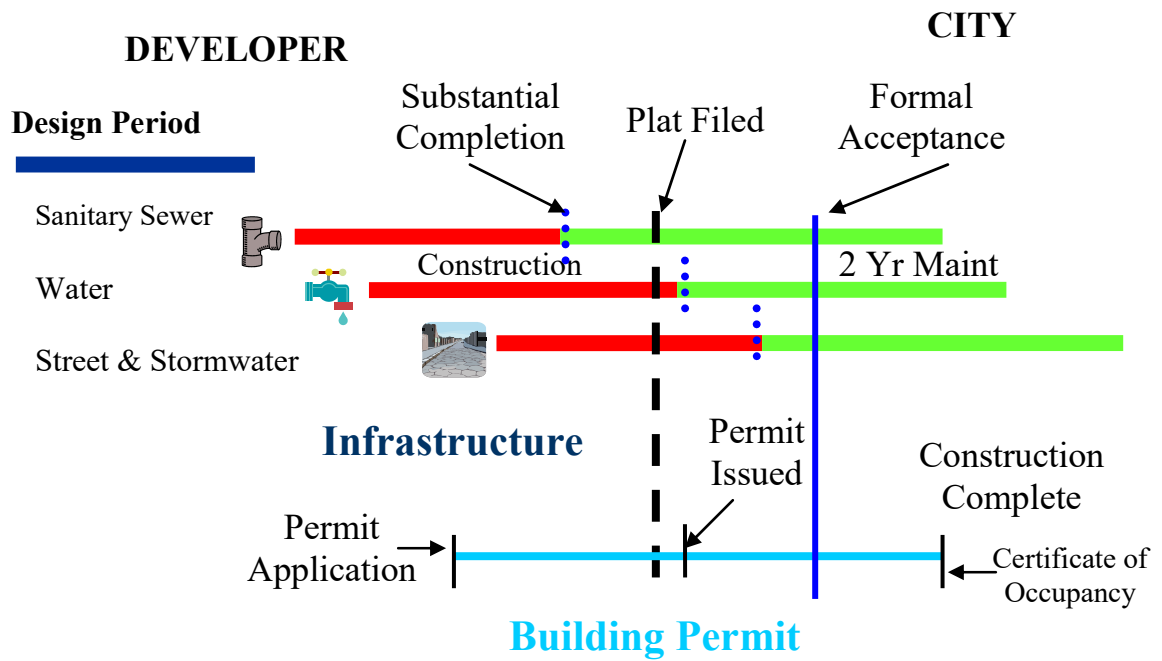 DEVELOPER
CITY
Design Period
Substantial
Completion
Plat Filed
Formal
Acceptance
Sanitary Sewer
Construction
2 Yr Maint
Water
Street & Stormwater
Infrastructure
Permit
Issued
Construction
Complete
Permit
Application
Certificate of
Occupancy
Building Permit